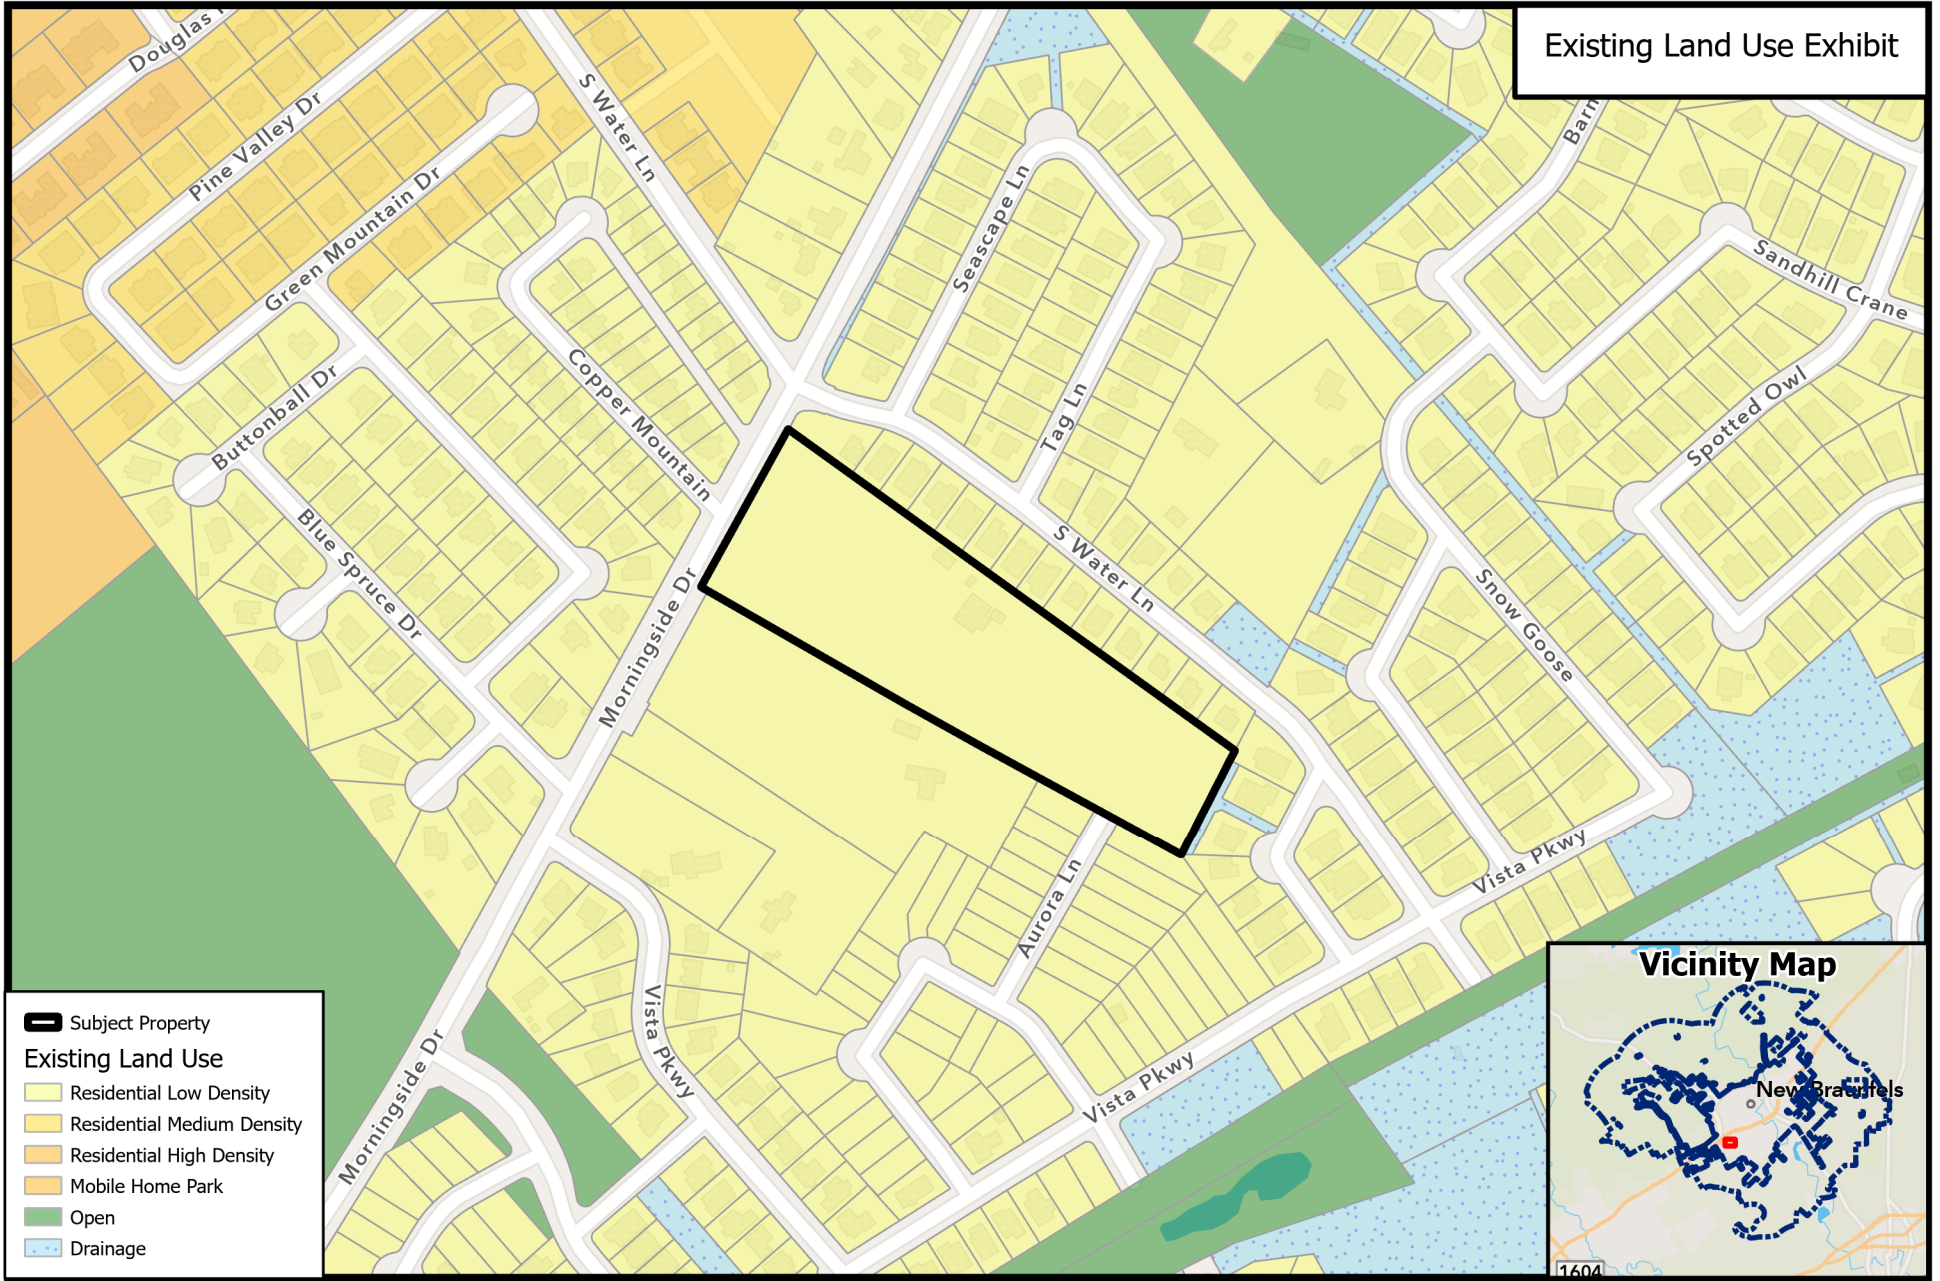 Existing Land Use Exhibit
Douglas
Pine Valley Dr
Green Mountain Dr
S Water Ln
Seascape Ln
Tag Ln
Barn
Sandhill Crane
Spotted Owl
Copper Mountain
Buttonball Dr
Blue Spruce Dr
Morningside Dr
S Water Ln
Snow Goose
Aurora Ln
Vista Pkwy
Vista Pkwy
Vista Pkwy
Morningside Dr
Subject Property
Existing Land Use
Residential Low Density
Residential Medium Density
Residential High Density
Mobile Home Park
Open
Drainage
Vicinity Map
New Braunfels
1604